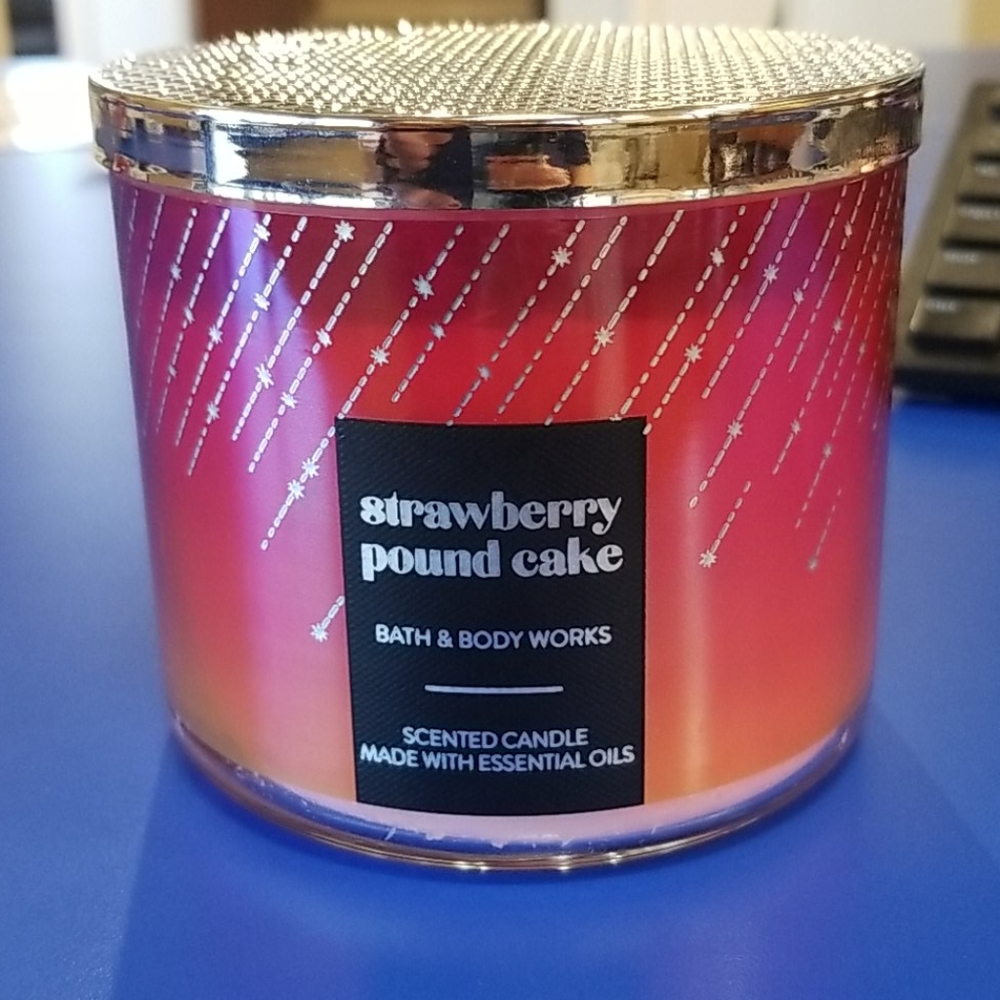 strawberry
pound cake
BATH & BODY WORKS
SCENTED CANDLE
MADE WITH ESSENTIAL OILS